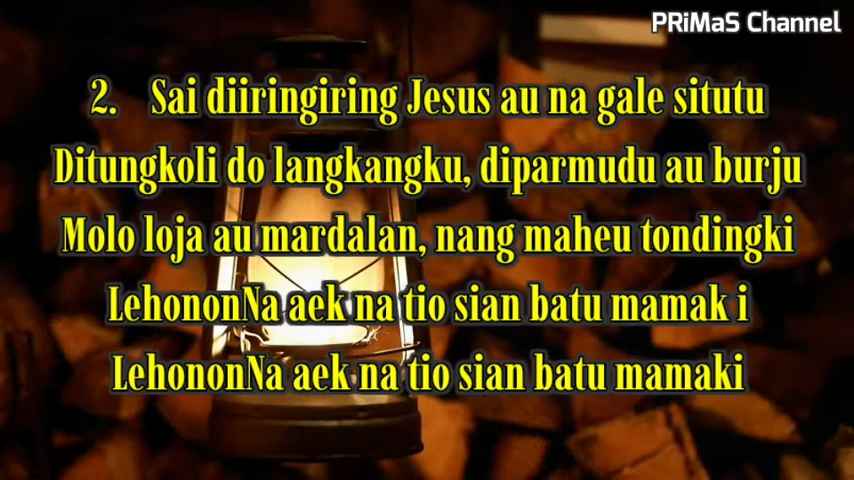 PRiMaS Channel
2. Sai diiringiring Jesus au na gale situtu
Ditungkoli do langkangku, diparmudu au burju
Molo loja au mardalan, nang maheu tondingki
LehononNa aek na tio sian batu mamak i
LehononNa aek na tio sian batu mamaki